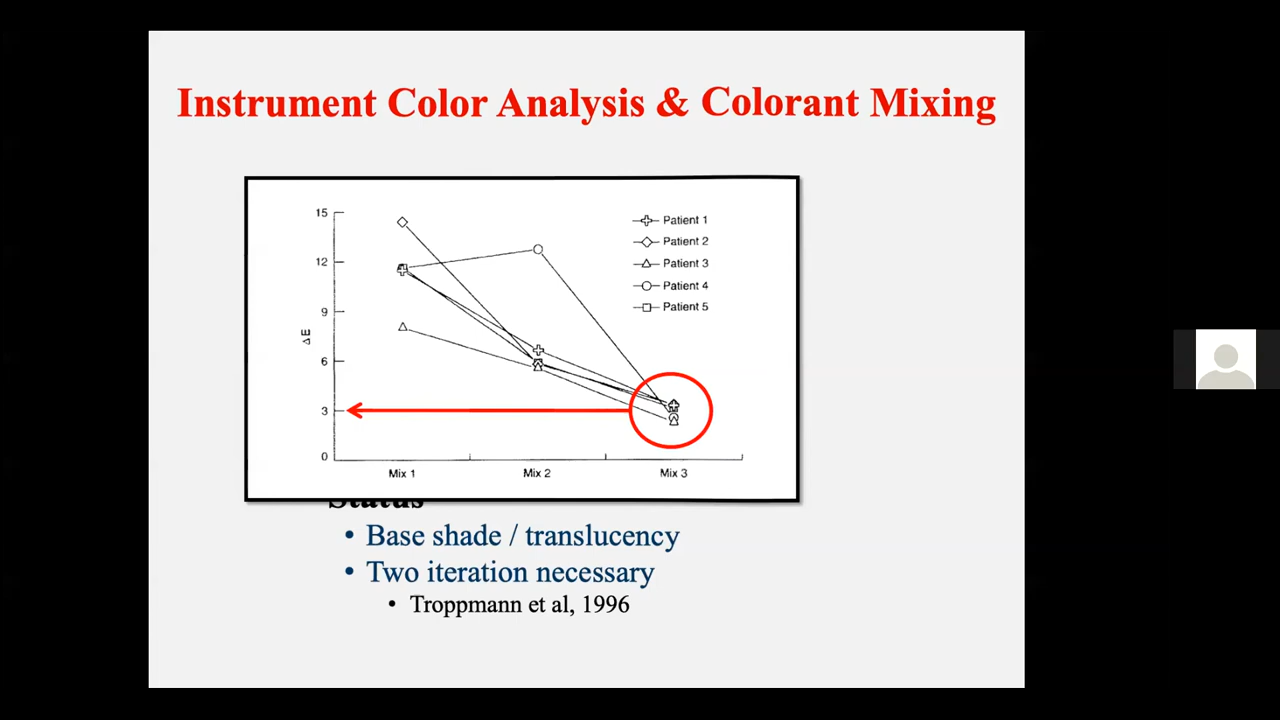 Instrument Color Analysis & Colorant Mixing
15
12
9
6
3
0
ΔE
Mix 1
Mix 2
Mix 3
Patient 1
Patient 2
Patient 3
Patient 4
Patient 5
Status
• Base shade / translucency
• Two iteration necessary
• Troppmann et al, 1996